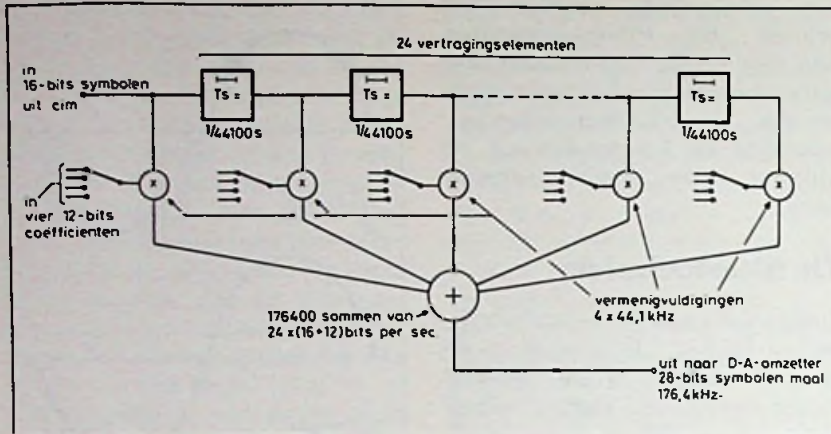 24 vertragingselementen
in
16-bits symbolen
uit cim
Ts =
Ts =
Ts =
1/44100s
1/44100s
1/44100s
x
x
x
x
x
in
vier 12-bits
coëfficienten
+
176400 sommen van
24 x (16+12) bits per sec.
vermenigvuldigingen
4 x 44,1 kHz
uit naar D-A-omzetter
28-bits symbolen maal
176,4 kHz-